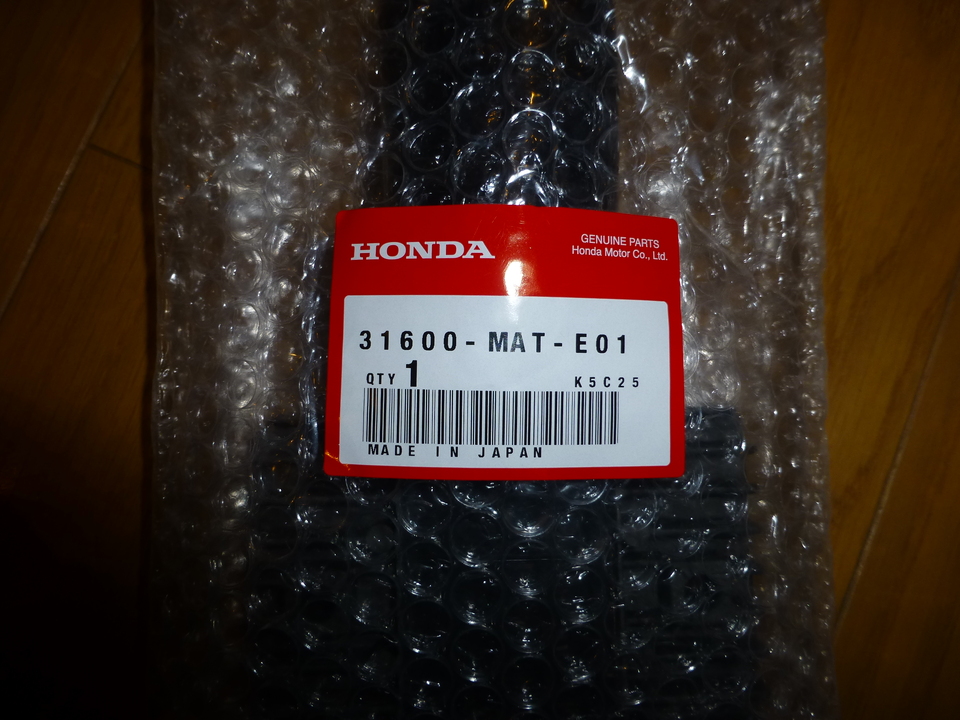 HONDA
GENUINE PARTS
Honda Motor Co., Ltd.
31600-MAT-E01
QTY 1 K5C25
MADE IN JAPAN